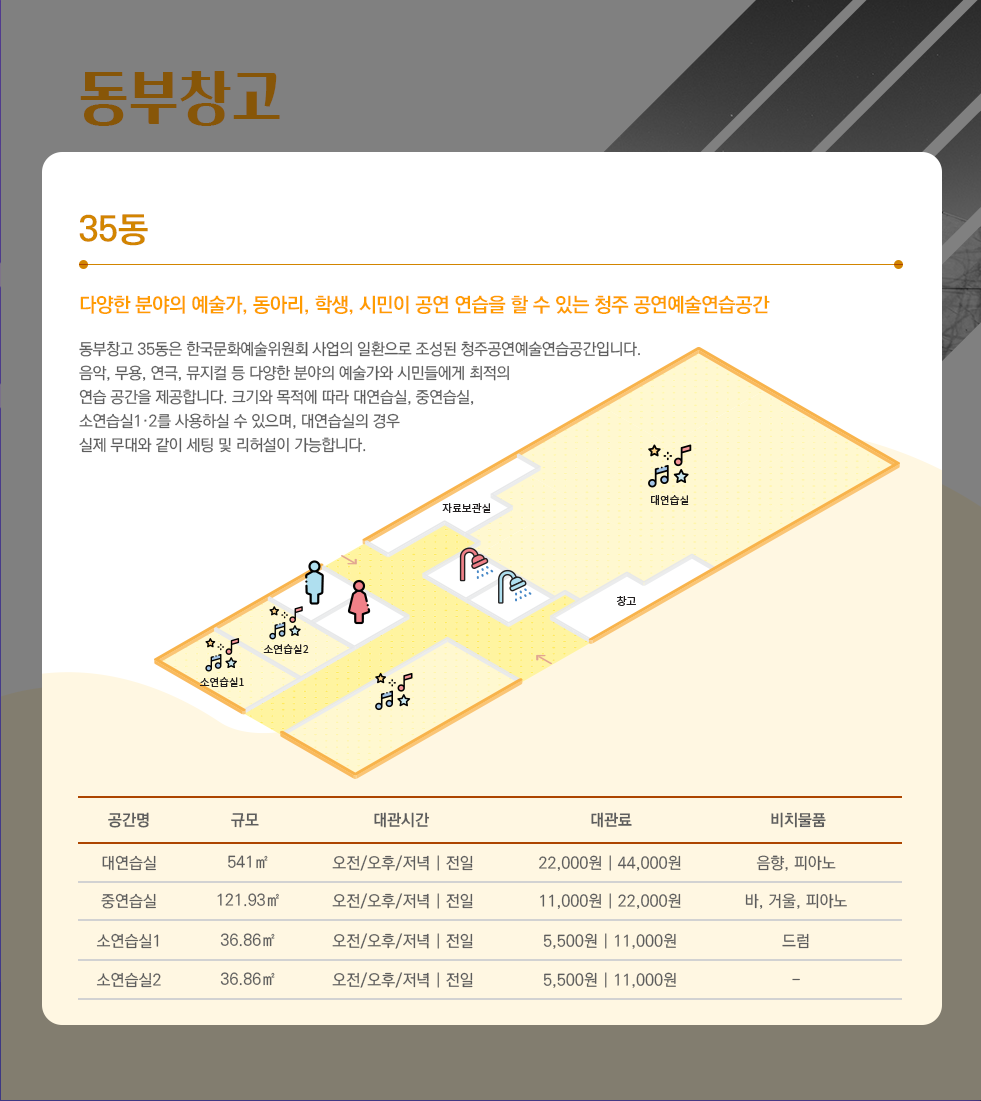 동부창고
35동
다양한 분야의 예술가, 동아리, 학생, 시민이 공연 연습을 할 수 있는 청주 공연예술연습공간
동부창고 35동은 한국문화예술위원회 사업의 일환으로 조성된 청주공연예술연습공간입니다.
음악, 무용, 연극, 뮤지컬 등 다양한 분야의 예술가와 시민들에게 최적의
연습 공간을 제공합니다. 크기와 목적에 따라 대연습실, 중연습실,
소연습실1·2를 사용하실 수 있으며, 대연습실의 경우
실제 무대와 같이 세팅 및 리허설이 가능합니다.
대연습실
자료보관실
창고
소연습실2
소연습실1
공간명 규모 대관시간 대관료 비치물품
대연습실 541㎡ 오전/오후/저녁 | 전일 22,000원 | 44,000원 음향, 피아노
중연습실 121.93㎡ 오전/오후/저녁 | 전일 11,000원 | 22,000원 바, 거울, 피아노
소연습실1 36.86㎡ 오전/오후/저녁 | 전일 5,500원 | 11,000원 드럼
소연습실2 36.86㎡ 오전/오후/저녁 | 전일 5,500원 | 11,000원 –